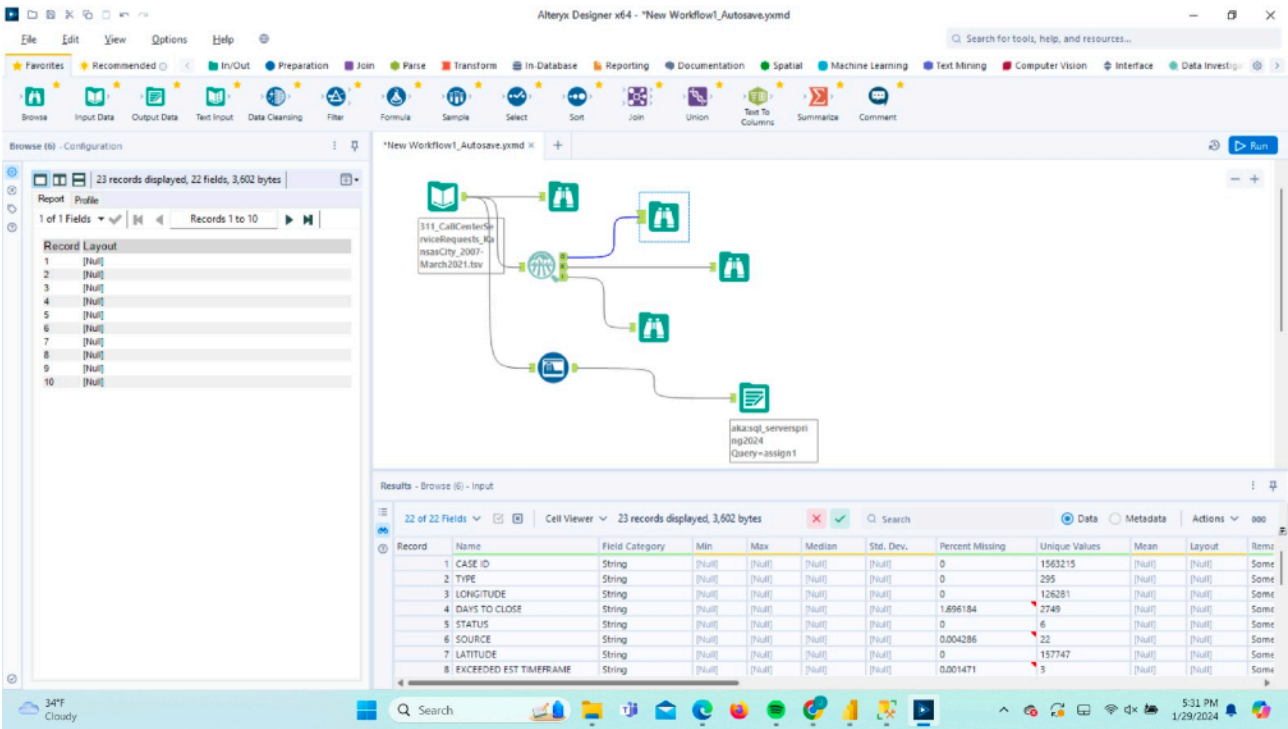 Alteryx Designer x64 - *New Workflow1_Autosave.yxmd
File Edit View Options Help
Search for tools, help, and resources...
Favorites Recommended In/Out Preparation Join Parse Transform In-Database Reporting Documentation Spatial Machine Learning Text Mining Computer Vision Interface Data Investig
Browse Input Data Output Data Text Input Data Cleansing Filter Formula Sample Select Sort Join Union Text To Columns Summarize Comment
Browse (6) - Configuration
*New Workflow1_Autosave.yxmd
Run
23 records displayed, 22 fields, 3,602 bytes
Report Profile
1 of 1 Fields Records 1 to 10
Record Layout
1 [Null]
2 [Null]
3 [Null]
4 [Null]
5 [Null]
6 [Null]
7 [Null]
8 [Null]
9 [Null]
10 [Null]
311_CallCenterSe
rviceRequests_Ka
nsasCity_2007-
March2021.tsv
aka:sql_serverspri
ng2024
Query=assign1
Results - Browse (6) - Input
22 of 22 Fields Cell Viewer 23 records displayed, 3,602 bytes Search Data Metadata Actions 000
Record Name Field Category Min Max Median Std. Dev. Percent Missing Unique Values Mean Layout Rema
1 CASE ID String [Null] [Null] [Null] [Null] 0 1563215 [Null] [Null] Some
2 TYPE String [Null] [Null] [Null] [Null] 0 295 [Null] [Null] Some
3 LONGITUDE String [Null] [Null] [Null] [Null] 0 126281 [Null] [Null] Some
4 DAYS TO CLOSE String [Null] [Null] [Null] [Null] 1.696184 2749 [Null] [Null] Some
5 STATUS String [Null] [Null] [Null] [Null] 0 6 [Null] [Null] Some
6 SOURCE String [Null] [Null] [Null] [Null] 0.004286 22 [Null] [Null] Some
7 LATITUDE String [Null] [Null] [Null] [Null] 0 157747 [Null] [Null] Some
8 EXCEEDED EST TIMEFRAME String [Null] [Null] [Null] [Null] 0.001471 3 [Null] [Null] Some
34°F
Cloudy
Search
5:31 PM
1/29/2024